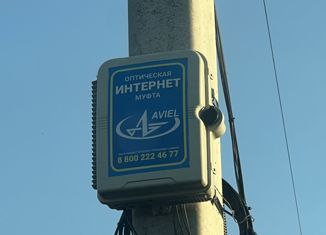 ОПТИЧЕСКАЯ
ИНТЕРНЕТ
МУФТА
AVIEL
8 800 222 46 77